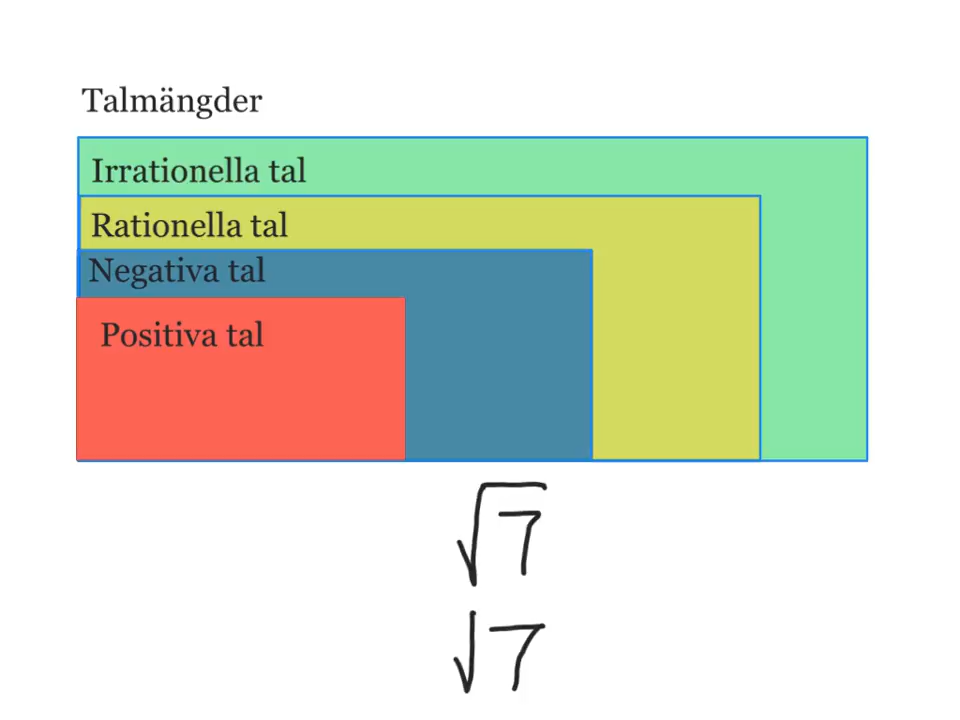 Talmängder
Irrationella tal
Rationella tal
Negativa tal
Positiva tal
√7
√7